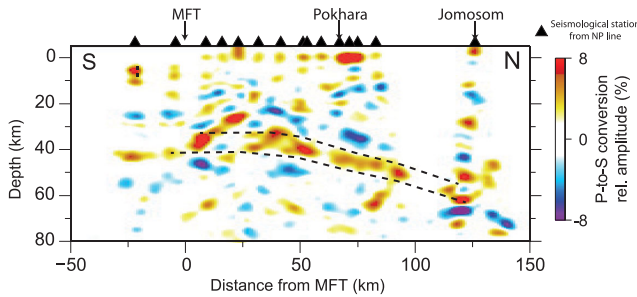 MFT Pokhara Jomosom
Seismological station
from NP line
S N
0
20
40
60
80
Depth (km)
−50 0 50 100 150
Distance from MFT (km)
8
0
-8
P-to-S conversion
rel. amplitude (%)